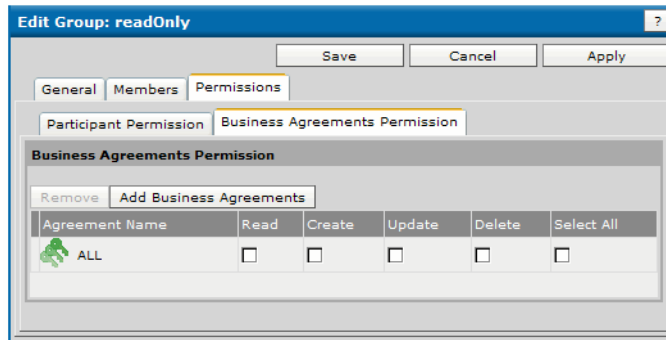 Edit Group: readOnly ?
Save Cancel Apply
General Members Permissions
Participant Permission Business Agreements Permission
Business Agreements Permission
Remove Add Business Agreements
Agreement Name Read Create Update Delete Select All
ALL